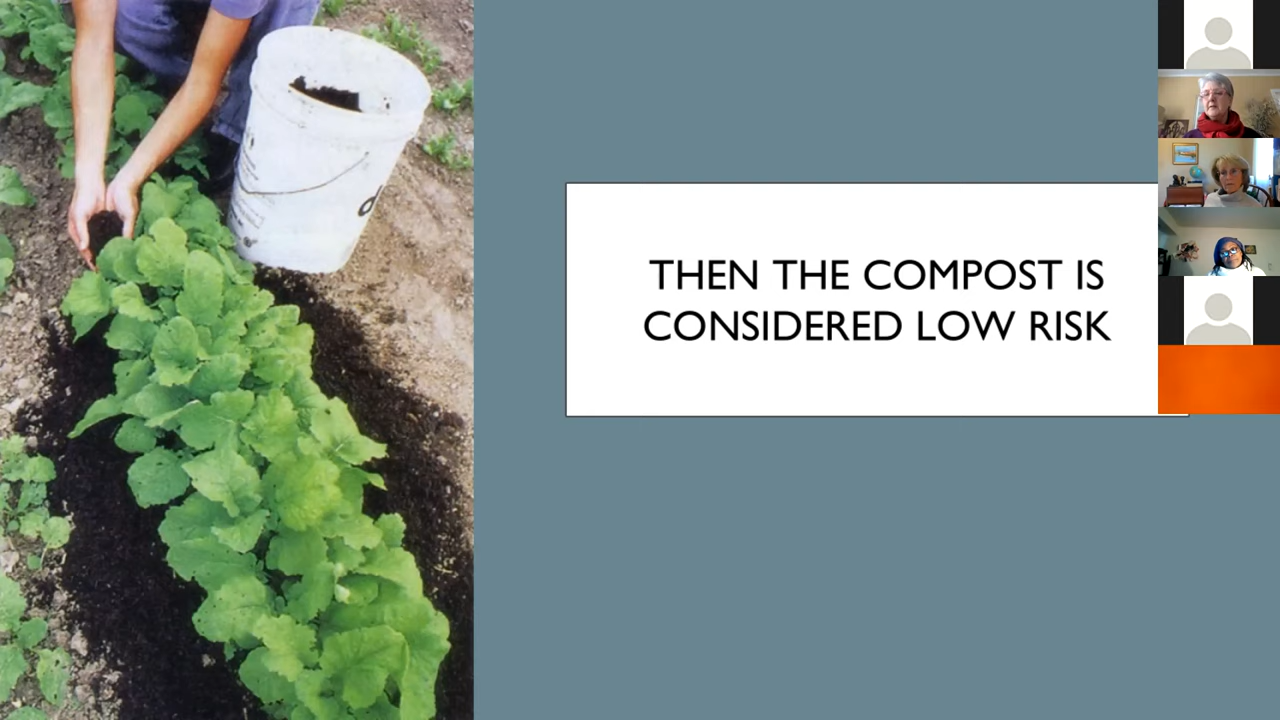 THEN THE COMPOST IS
CONSIDERED LOW RISK